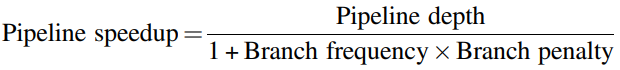 Pipeline speedup = Pipeline depth / 1 + Branch frequency × Branch penalty